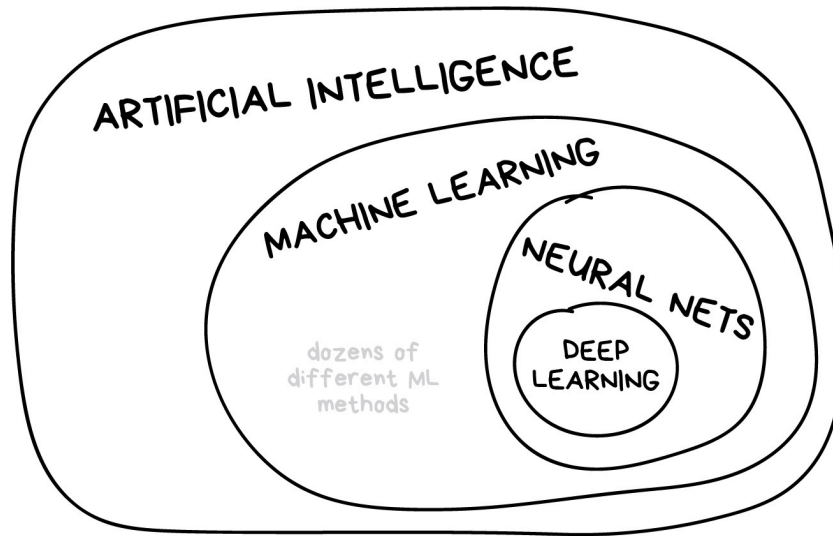 ARTIFICIAL INTELLIGENCE
MACHINE LEARNING
NEURAL NETS
dozens of
different ML
methods
DEEP
LEARNING